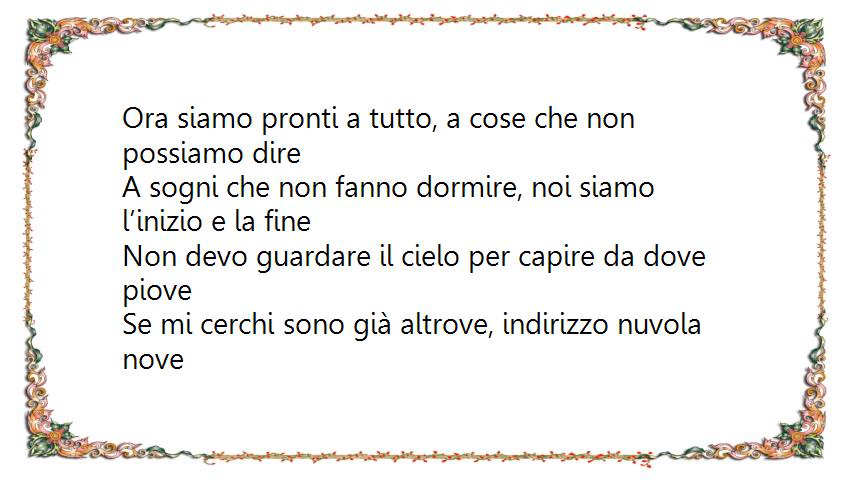 Ora siamo pronti a tutto, a cose che non
possiamo dire
A sogni che non fanno dormire, noi siamo
l’inizio e la fine
Non devo guardare il cielo per capire da dove
piove
Se mi cerchi sono già altrove, indirizzo nuvola
nove